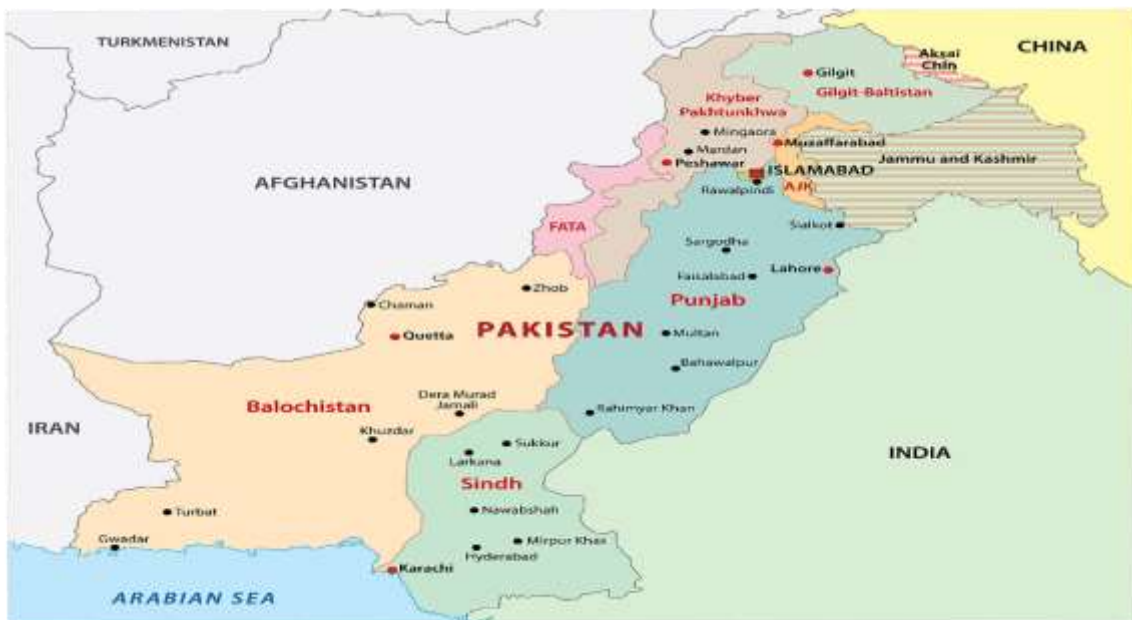 TURKMENISTAN
CHINA
Aksai
Chin
Gilgit
Gilgit-Baltistan
Khyber
Pakhtunkhwa
Mingaora
Muzaffarabad
Mardan
Jammu and Kashmir
Peshawar
ISLAMABAD
AFGHANISTAN
Rawalpindi
AJK
FATA
Sialkot
Sargodha
Lahore
Faisalabad
Zhob
Chaman
Punjab
PAKISTAN
Quetta
Multan
Bahawalpur
Dera Murad
Jamali
Balochistan
Rahimyar Khan
IRAN
Khuzdar
Sukkur
INDIA
Larkana
Sindh
Turbat
Nawabshah
Gwadar
Mirpur Khas
Hyderabad
Karachi
ARABIAN SEA